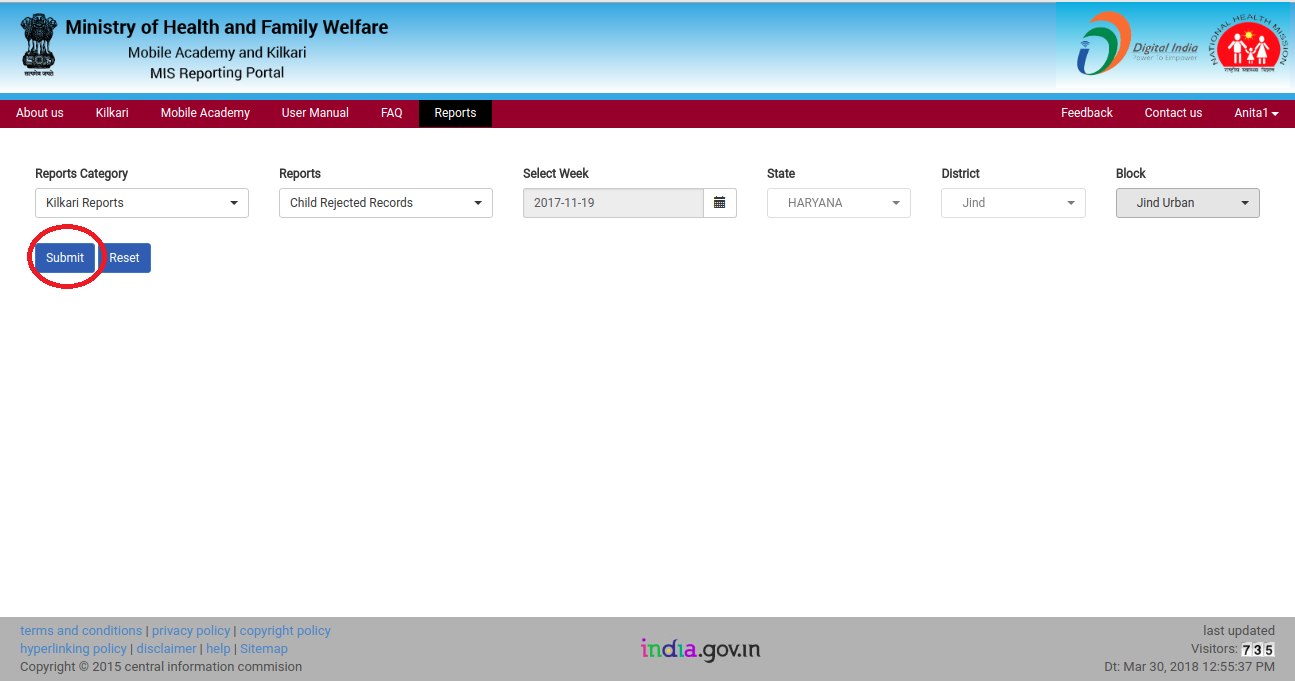 Ministry of Health and Family Welfare
Mobile Academy and Kilkari
MIS Reporting Portal
सत्यमेव जयते
Digital India
Power To Empower
NATIONAL HEALTH MISSION
राष्ट्रीय स्वास्थ्य मिशन
About us Kilkari Mobile Academy User Manual FAQ Reports Feedback Contact us Anita1
Reports Category Reports Select Week State District Block
Kilkari Reports Child Rejected Records 2017-11-19 HARYANA Jind Jind Urban
Submit Reset
terms and conditions | privacy policy | copyright policy
hyperlinking policy | disclaimer | help | Sitemap
Copyright © 2015 central information commision
india.gov.in
last updated
Visitors: 735
Dt: Mar 30, 2018 12:55:37 PM